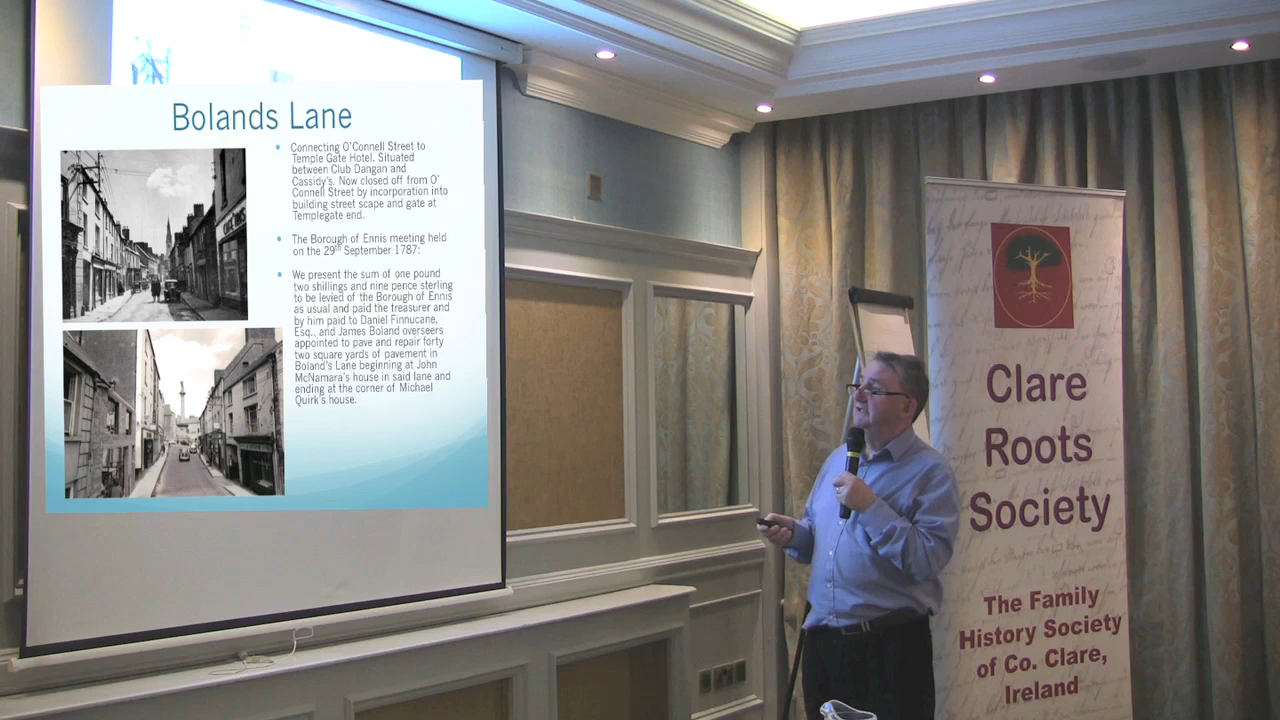 Bolands Lane
• Connecting O'Connell Street to
Temple Gate Hotel. Situated
between Club Dangan and
Cassidy's. Now closed off from O'
Connell Street by incorporation into
building street scape and gate at
Templegate end.
• The Borough of Ennis meeting held
on the 29th September 1787:
• We present the sum of one pound
two shillings and nine pence sterling
to be levied of the Borough of Ennis
as usual and paid the treasurer and
by him paid to Daniel Finnucane,
Esq., and James Boland overseers
appointed to pave and repair forty
two square yards of pavement in
Boland's Lane beginning at John
McNamara's house in said lane and
ending at the corner of Michael
Quirk's house.
Clare
Roots
Society
The Family
History Society
of Co. Clare,
Ireland